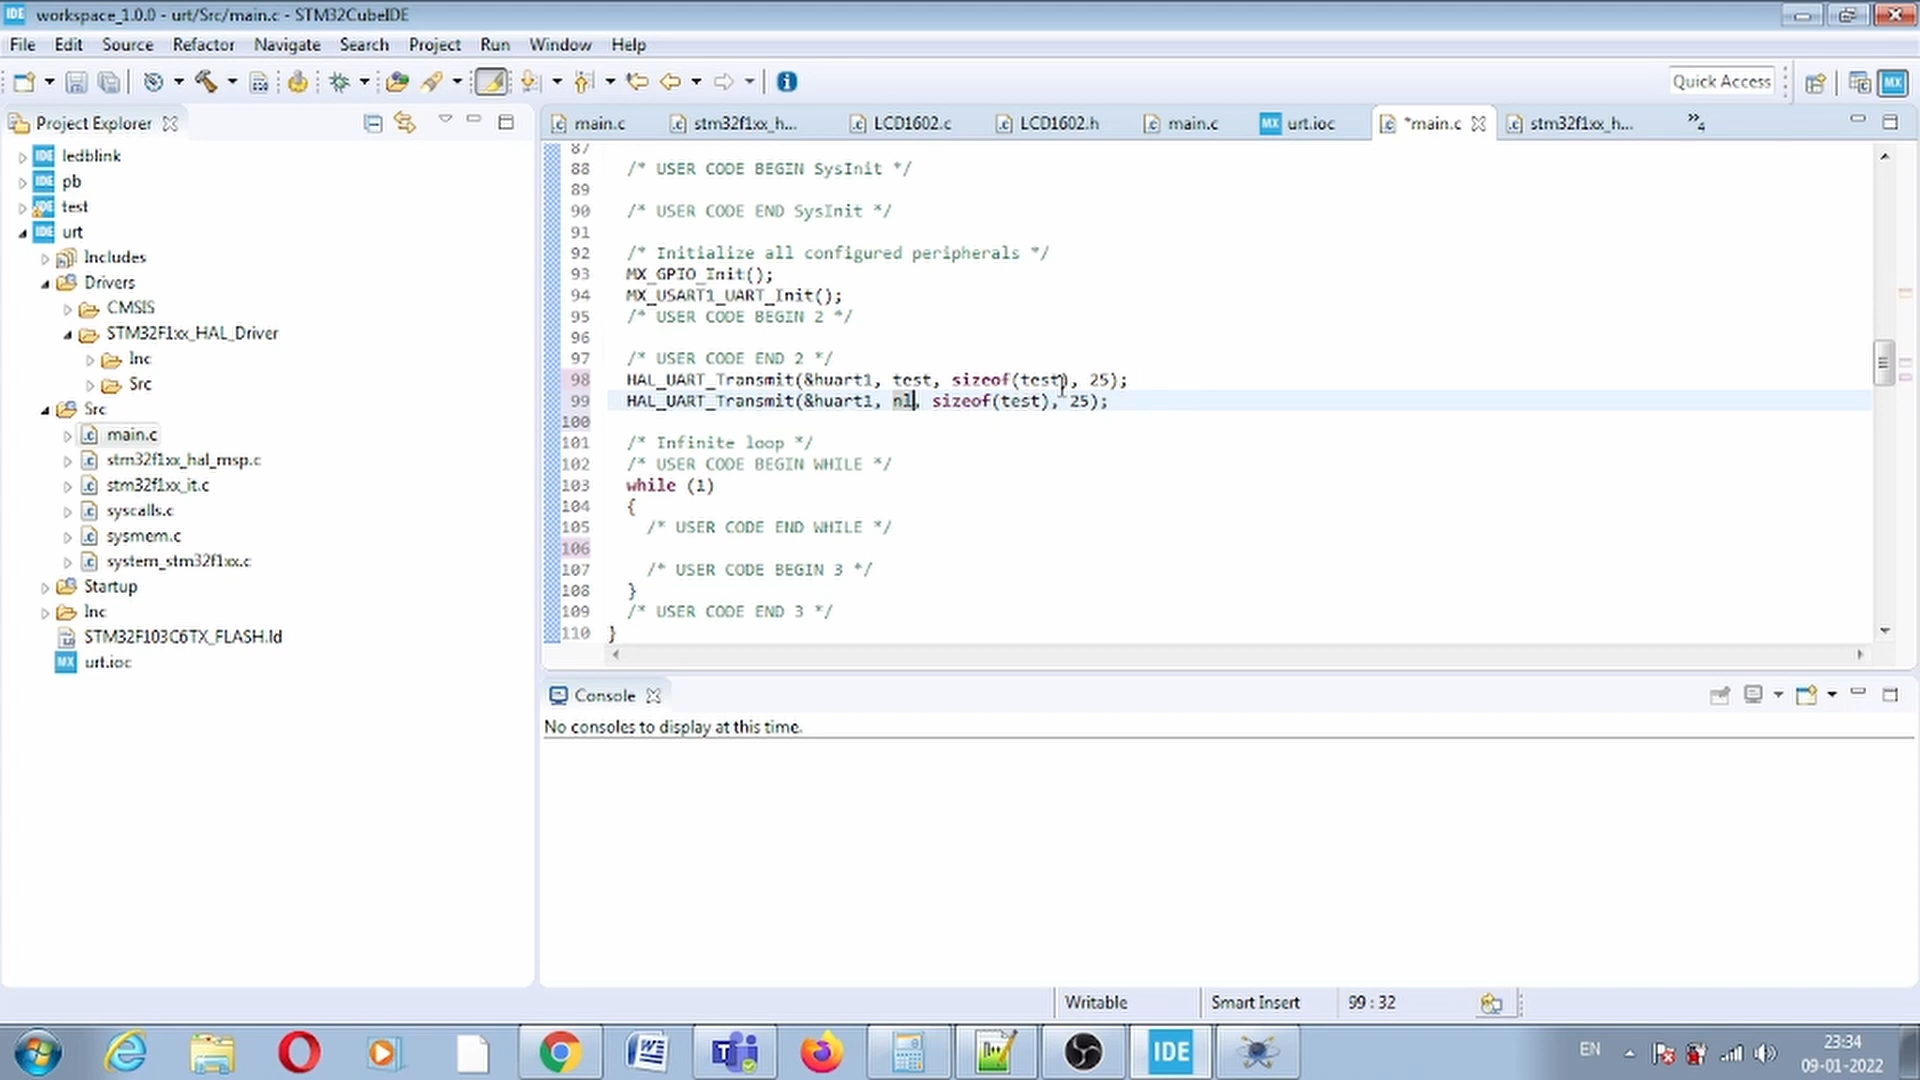 workspace_1.0.0 - urt/Src/main.c - STM32CubeIDE
File Edit Source Refactor Navigate Search Project Run Window Help
Quick Access
Project Explorer
main.c stm32f1xx_h... LCD1602.c LCD1602.h main.c urt.ioc *main.c stm32f1xx_h... 4
ledblink
pb
test
urt
Includes
Drivers
CMSIS
STM32F1xx_HAL_Driver
Inc
Src
Src
main.c
stm32f1xx_hal_msp.c
stm32f1xx_it.c
syscalls.c
sysmem.c
system_stm32f1xx.c
Startup
Inc
STM32F103C6TX_FLASH.ld
urt.ioc
87
88 /* USER CODE BEGIN SysInit */
89
90 /* USER CODE END SysInit */
91
92 /* Initialize all configured peripherals */
93 MX_GPIO_Init();
94 MX_USART1_UART_Init();
95 /* USER CODE BEGIN 2 */
96
97 /* USER CODE END 2 */
98 HAL_UART_Transmit(&huart1, test, sizeof(test), 25);
99 HAL_UART_Transmit(&huart1, nl, sizeof(test), 25);
100
101 /* Infinite loop */
102 /* USER CODE BEGIN WHILE */
103 while (1)
104 {
105 /* USER CODE END WHILE */
106
107 /* USER CODE BEGIN 3 */
108 }
109 /* USER CODE END 3 */
110 }
Console
No consoles to display at this time.
Writable Smart Insert 99 : 32
EN
23:34
09-01-2022